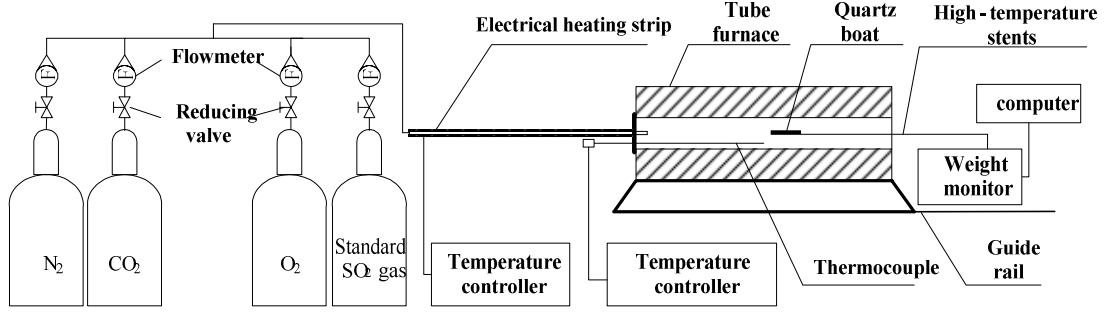 Electrical heating strip
Tube
furnace
Quartz
boat
High-temperature
stents
Flowmeter
Reducing
valve
computer
Weight
monitor
N2
CO2
O2
Standard
SO2 gas
Temperature
controller
Temperature
controller
Thermocouple
Guide
rail